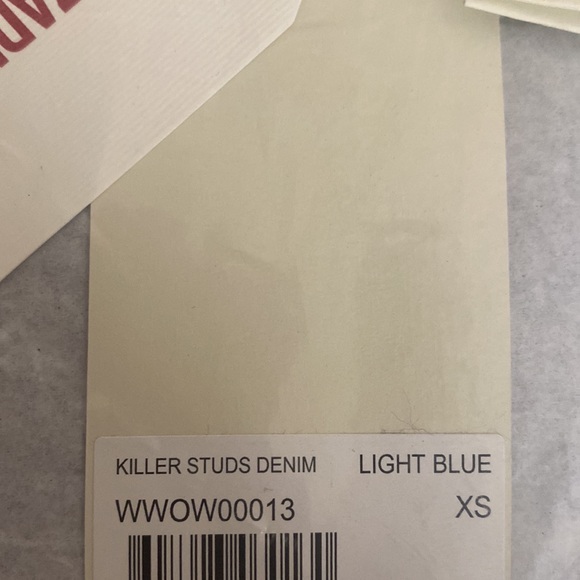 KILLER STUDS DENIM LIGHT BLUE
WWOW00013 XS